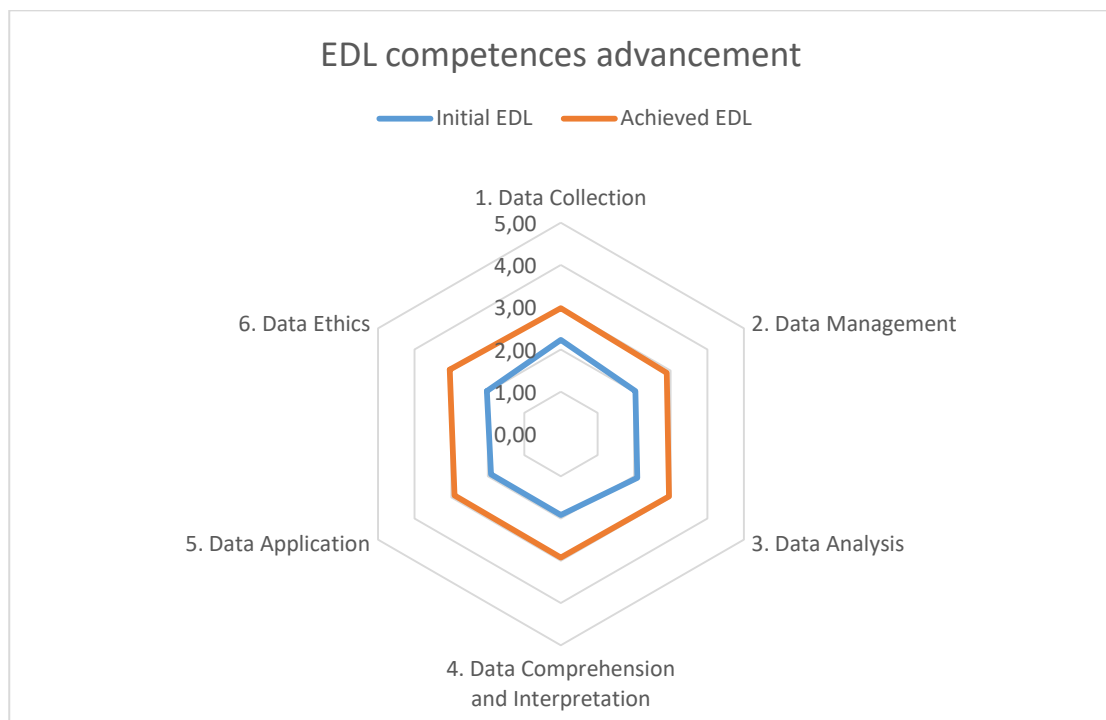 EDL competences advancement
Initial EDL
Achieved EDL
1. Data Collection
5,00
4,00
3,00
2,00
1,00
0,00
6. Data Ethics
2. Data Management
5. Data Application
3. Data Analysis
4. Data Comprehension
and Interpretation